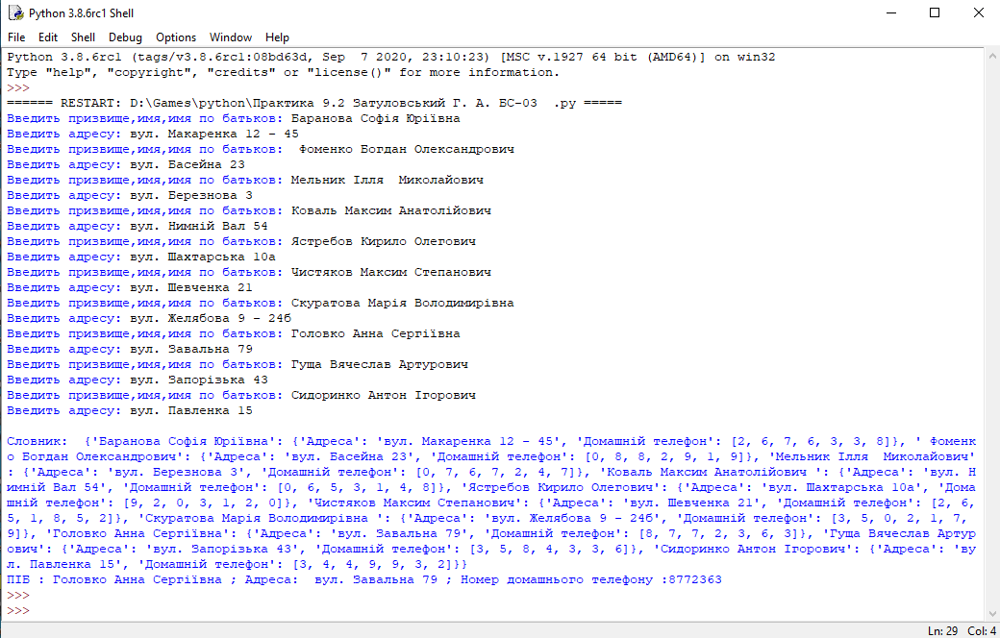 Python 3.8.6rc1 Shell
File Edit Shell Debug Options Window Help
Python 3.8.6rc1 (tags/v3.8.6rc1:08bd63d, Sep  7 2020, 23:10:23) [MSC v.1927 64 bit (AMD64)] on win32
Type "help", "copyright", "credits" or "license()" for more information.
>>>
====== RESTART: D:\Games\python\Практика 9.2 Затуловський Г. А. БС-03  .py =====
Введить призвище,имя,имя по батьков: Баранова Софія Юріївна
Введить адресу: вул. Макаренка 12 - 45
Введить призвище,имя,имя по батьков:  Фоменко Богдан Олександрович
Введить адресу: вул. Басейна 23
Введить призвище,имя,имя по батьков: Мельник Ілля  Миколайович
Введить адресу: вул. Березнова 3
Введить призвище,имя,имя по батьков: Коваль Максим Анатолійович
Введить адресу: вул. Нимній Вал 54
Введить призвище,имя,имя по батьков: Ястребов Кирило Олегович
Введить адресу: вул. Шахтарська 10а
Введить призвище,имя,имя по батьков: Чистяков Максим Степанович
Введить адресу: вул. Шевченка 21
Введить призвище,имя,имя по батьков: Скуратова Марія Володимирівна
Введить адресу: вул. Желябова 9 - 24б
Введить призвище,имя,имя по батьков: Головко Анна Сергіївна
Введить адресу: вул. Завальна 79
Введить призвище,имя,имя по батьков: Гуща Вячеслав Артурович
Введить адресу: вул. Запорізька 43
Введить призвище,имя,имя по батьков: Сидоринко Антон Ігорович
Введить адресу: вул. Павленка 15
Словник:  {'Баранова Софія Юріївна': {'Адреса': 'вул. Макаренка 12 - 45', 'Домашній телефон': [2, 6, 7, 6, 3, 3, 8]}, ' Фоменк
о Богдан Олександрович': {'Адреса': 'вул. Басейна 23', 'Домашній телефон': [0, 8, 8, 2, 9, 1, 9]}, 'Мельник Ілля  Миколайович'
: {'Адреса': 'вул. Березнова 3', 'Домашній телефон': [0, 7, 6, 7, 2, 4, 7]}, 'Коваль Максим Анатолійович ': {'Адреса': 'вул. Н
имній Вал 54', 'Домашній телефон': [0, 6, 5, 3, 1, 4, 8]}, 'Ястребов Кирило Олегович': {'Адреса': 'вул. Шахтарська 10а', 'Дома
шній телефон': [9, 2, 0, 3, 1, 2, 0]}, 'Чистяков Максим Степанович': {'Адреса': 'вул. Шевченка 21', 'Домашній телефон': [2, 6,
5, 1, 8, 5, 2]}, 'Скуратова Марія Володимирівна ': {'Адреса': 'вул. Желябова 9 - 24б', 'Домашній телефон': [3, 5, 0, 2, 1, 7,
9]}, 'Головко Анна Сергіївна': {'Адреса': 'вул. Завальна 79', 'Домашній телефон': [8, 7, 7, 2, 3, 6, 3]}, 'Гуща Вячеслав Артур
ович': {'Адреса': 'вул. Запорізька 43', 'Домашній телефон': [3, 5, 8, 4, 3, 3, 6]}, 'Сидоринко Антон Ігорович': {'Адреса': 'ву
л. Павленка 15', 'Домашній телефон': [3, 4, 4, 9, 9, 3, 2]}}
ПІБ : Головко Анна Сергіївна ; Адреса:  вул. Завальна 79 ; Номер домашнього телефону :8772363
>>>
>>>
Ln: 29 Col: 4